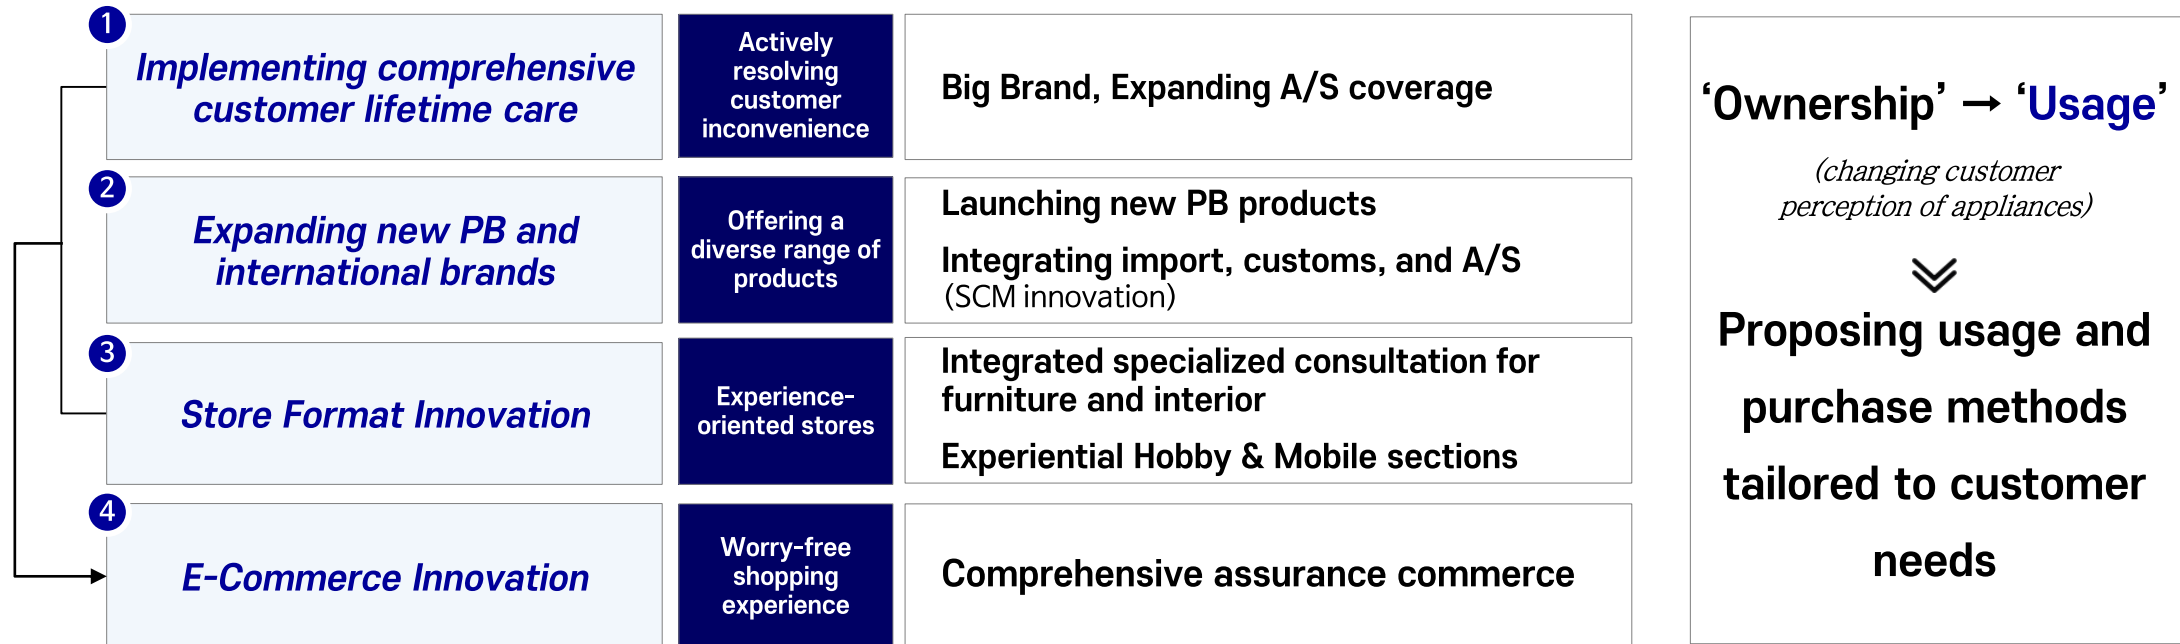 1
Implementing comprehensive
customer lifetime care
Actively
resolving
customer
inconvenience
Big Brand, Expanding A/S coverage
2
Expanding new PB and
international brands
Offering a
diverse range of
products
Launching new PB products
Integrating import, customs, and A/S
(SCM innovation)
3
Store Format Innovation
Experience-
oriented stores
Integrated specialized consultation for
furniture and interior
Experiential Hobby & Mobile sections
4
E-Commerce Innovation
Worry-free
shopping
experience
Comprehensive assurance commerce
‘Ownership’ → ‘Usage’
(changing customer
perception of appliances)
Proposing usage and
purchase methods
tailored to customer
needs